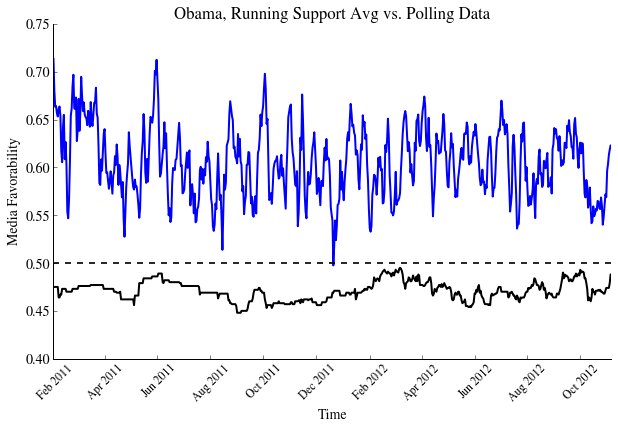 Obama, Running Support Avg vs. Polling Data
0.75
0.70
0.65
0.60
0.55
0.50
0.45
0.40
Media Favorability
Feb 2011
Apr 2011
Jun 2011
Aug 2011
Oct 2011
Dec 2011
Feb 2012
Apr 2012
Jun 2012
Aug 2012
Oct 2012
Time